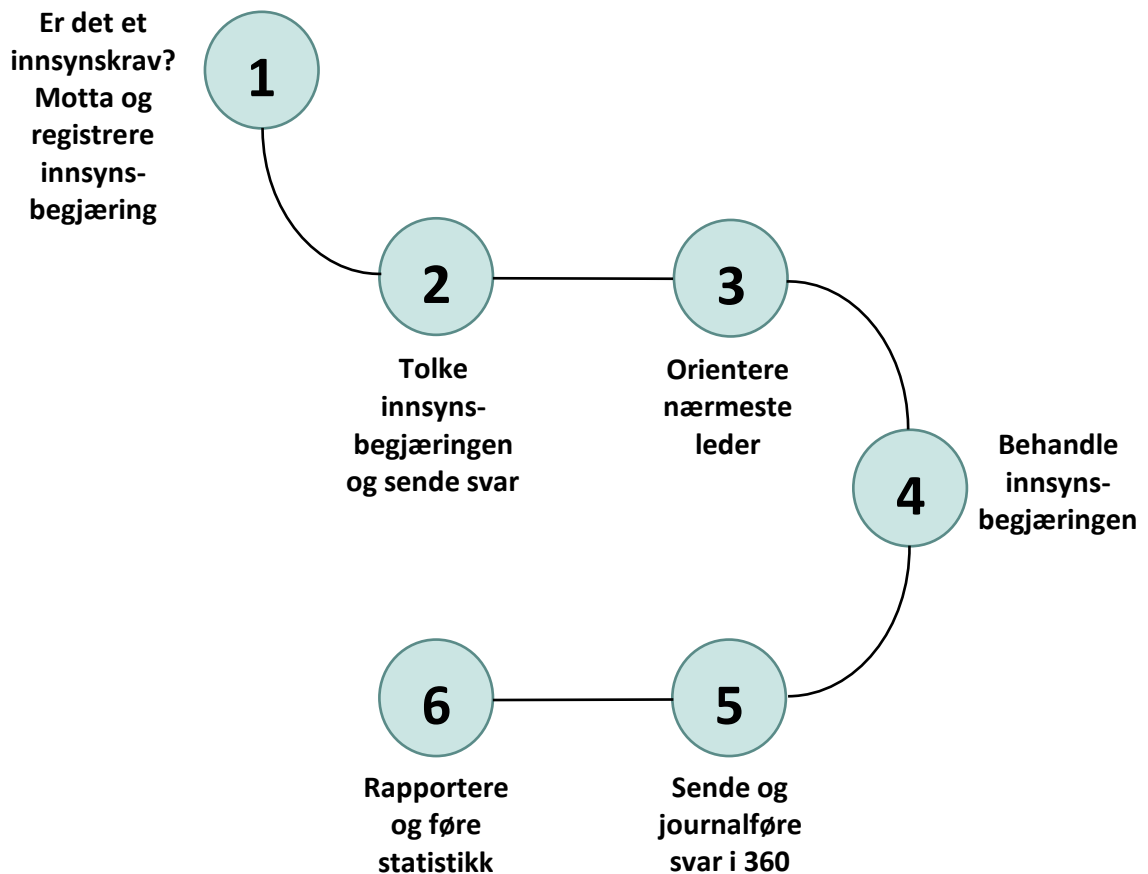 Er det et
innsynskrav?
Motta og
registrere
innsyns-
begjæring
1
2
Tolke
innsyns-
begjæringen
og sende svar
3
Orientere
nærmeste
leder
4
Behandle
innsyns-
begjæringen
5
Sende og
journalføre
svar i 360
6
Rapportere
og føre
statistikk